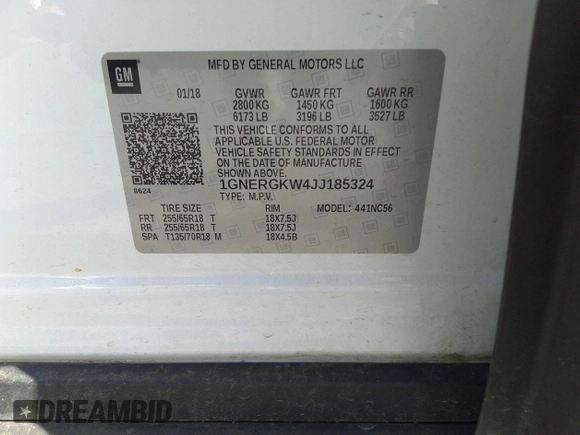 GM
MFD BY GENERAL MOTORS LLC
01/18 GVWR GAWR FRT GAWR RR
2800 KG 1450 KG 1600 KG
6173 LB 3196 LB 3527 LB
THIS VEHICLE CONFORMS TO ALL
APPLICABLE U.S. FEDERAL MOTOR
VEHICLE SAFETY STANDARDS IN EFFECT
ON THE DATE OF MANUFACTURE
SHOWN ABOVE.
8624
1GNERGKW4JJ185324
TYPE: M.P.V.
TIRE SIZE RIM MODEL: 441NC56
FRT 255/65R18 T 18X7.5J
RR 255/65R18 T 18X7.5J
SPA T135/70R18 M 18X4.5B
DREAMBID